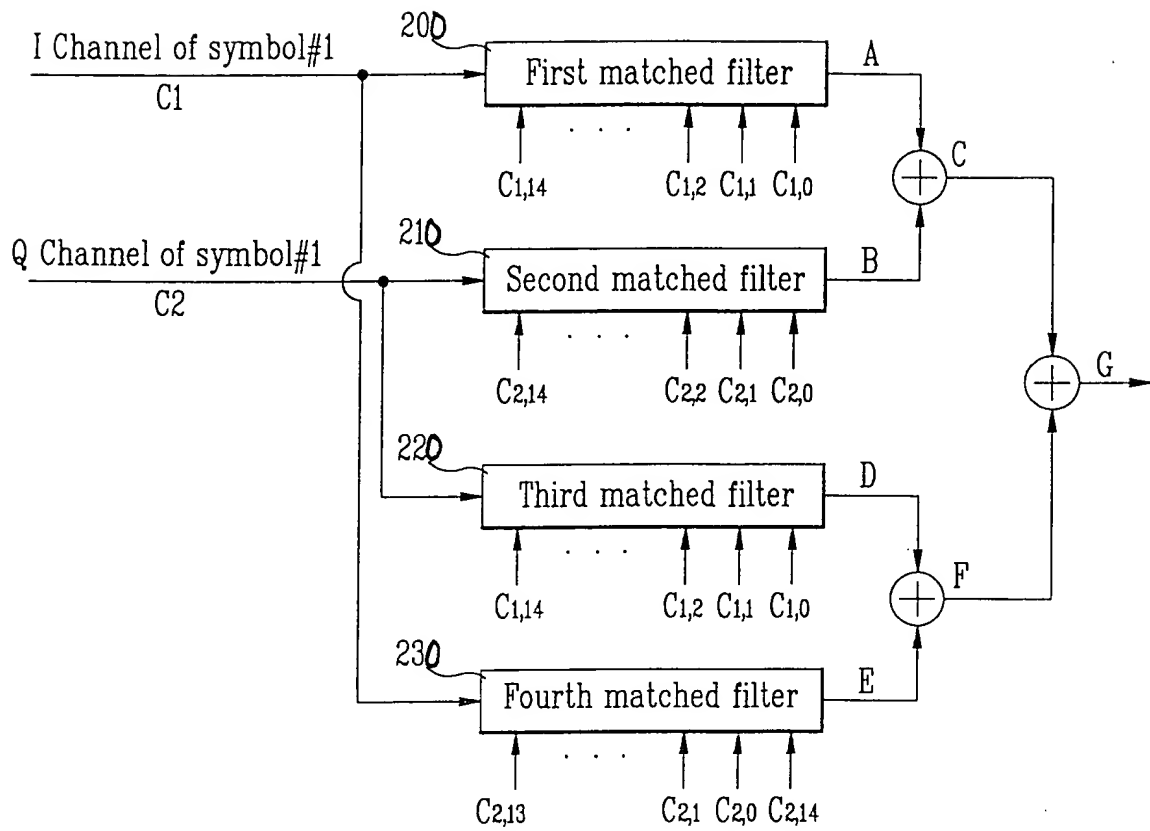 I Channel of symbol#1
C1
200
First matched filter
A
C1,14 . . . C1,2 C1,1 C1,0
C
Q Channel of symbol#1
C2
210
Second matched filter
B
C2,14 . . . C2,2 C2,1 C2,0
G
220
Third matched filter
D
C1,14 . . . C1,2 C1,1 C1,0
F
230
Fourth matched filter
E
C2,13 . . . C2,1 C2,0 C2,14